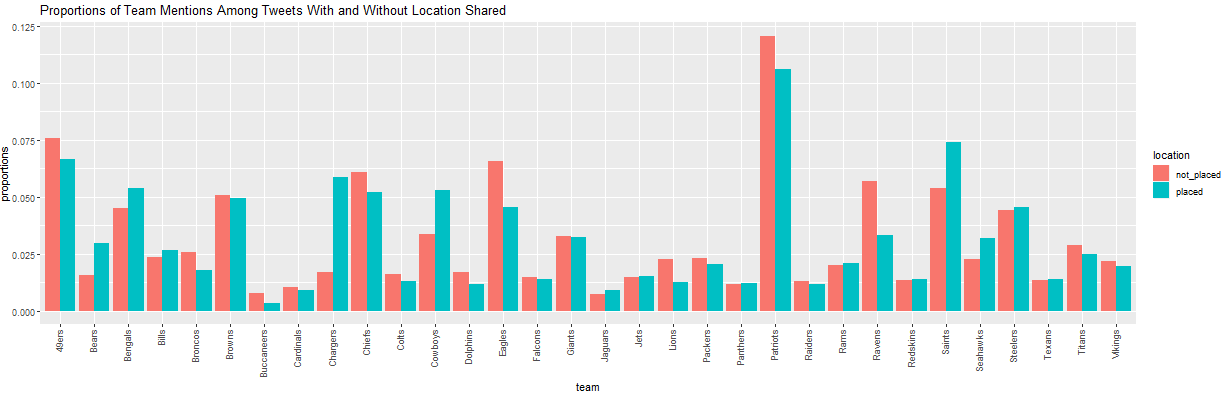 Proportions of Team Mentions Among Tweets With and Without Location Shared
0.125
0.100
0.075
0.050
0.025
0.000
proportions
49ers
Bears
Bengals
Bills
Broncos
Browns
Buccaneers
Cardinals
Chargers
Chiefs
Colts
Cowboys
Dolphins
Eagles
Falcons
Giants
Jaguars
Jets
Lions
Packers
Panthers
Patriots
Raiders
Rams
Ravens
Redskins
Saints
Seahawks
Steelers
Texans
Titans
Vikings
team
location
not_placed
placed